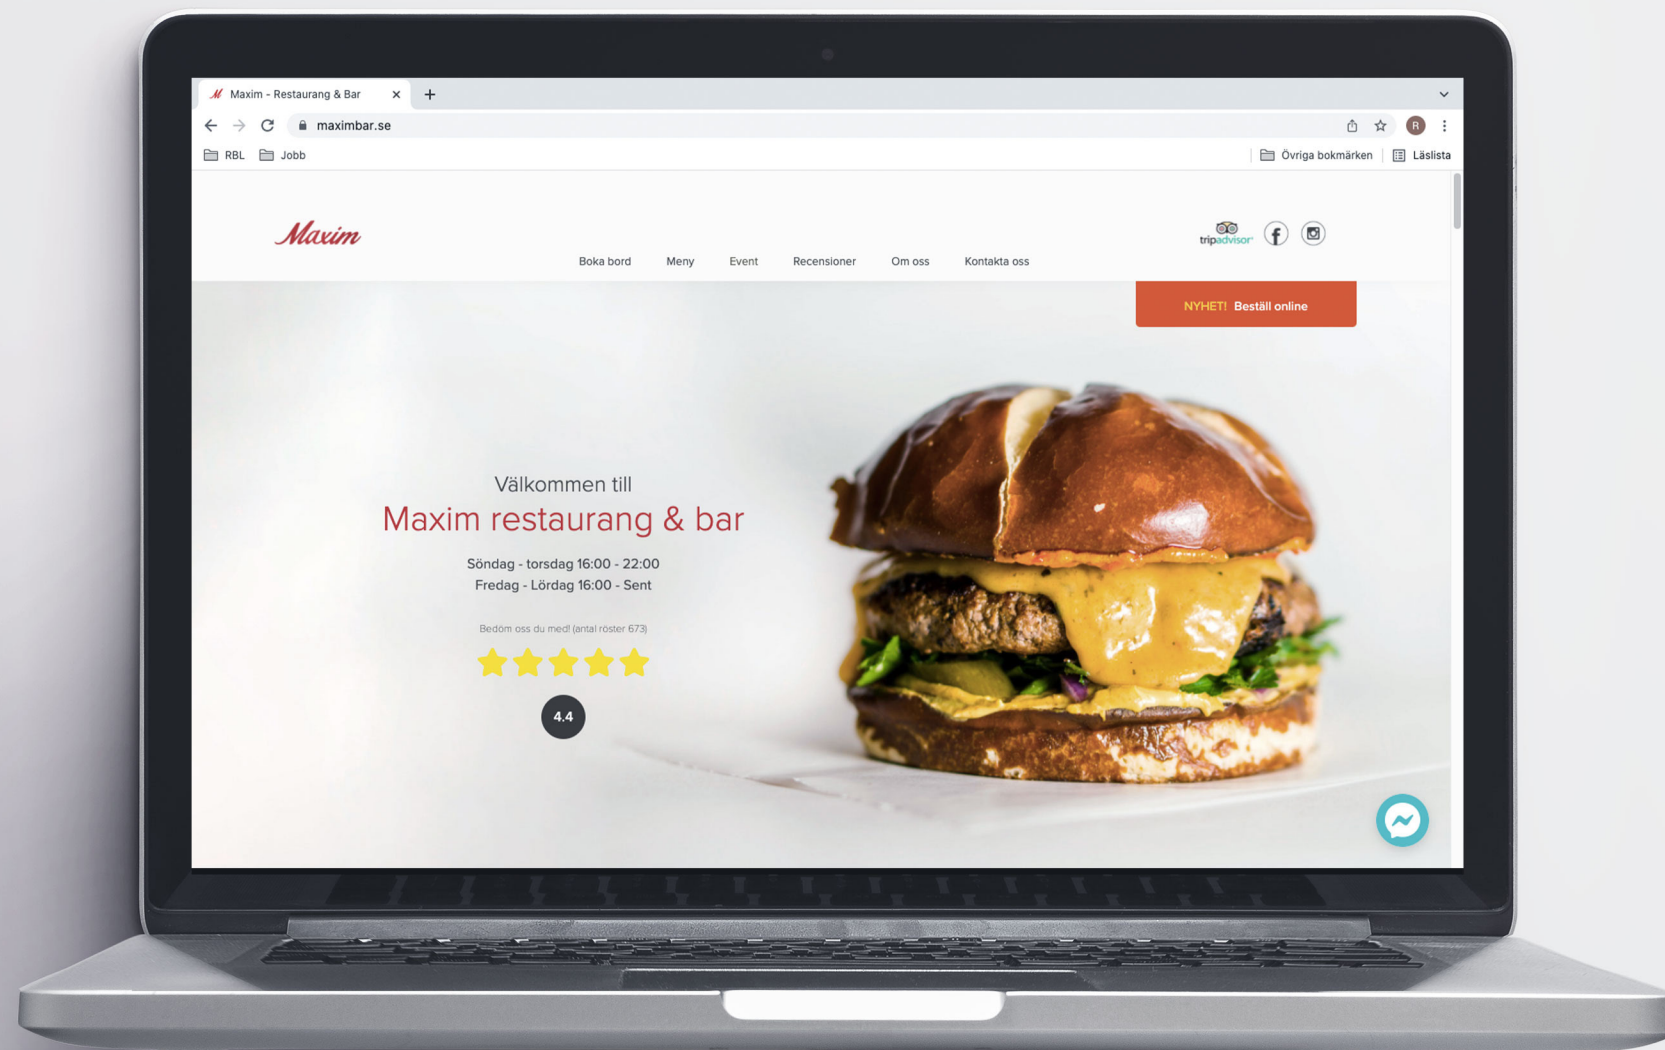 Maxim - Restaurang & Bar
maximbar.se
R
RBL Jobb Övriga bokmärken Läslista
Maxim
tripadvisor
Boka bord Meny Event Recensioner Om oss Kontakta oss
NYHET! Beställ online
Välkommen till
Maxim restaurang & bar
Söndag - torsdag 16:00 - 22:00
Fredag - Lördag 16:00 - Sent
Bedöm oss du med! (antal röster 673)
4.4